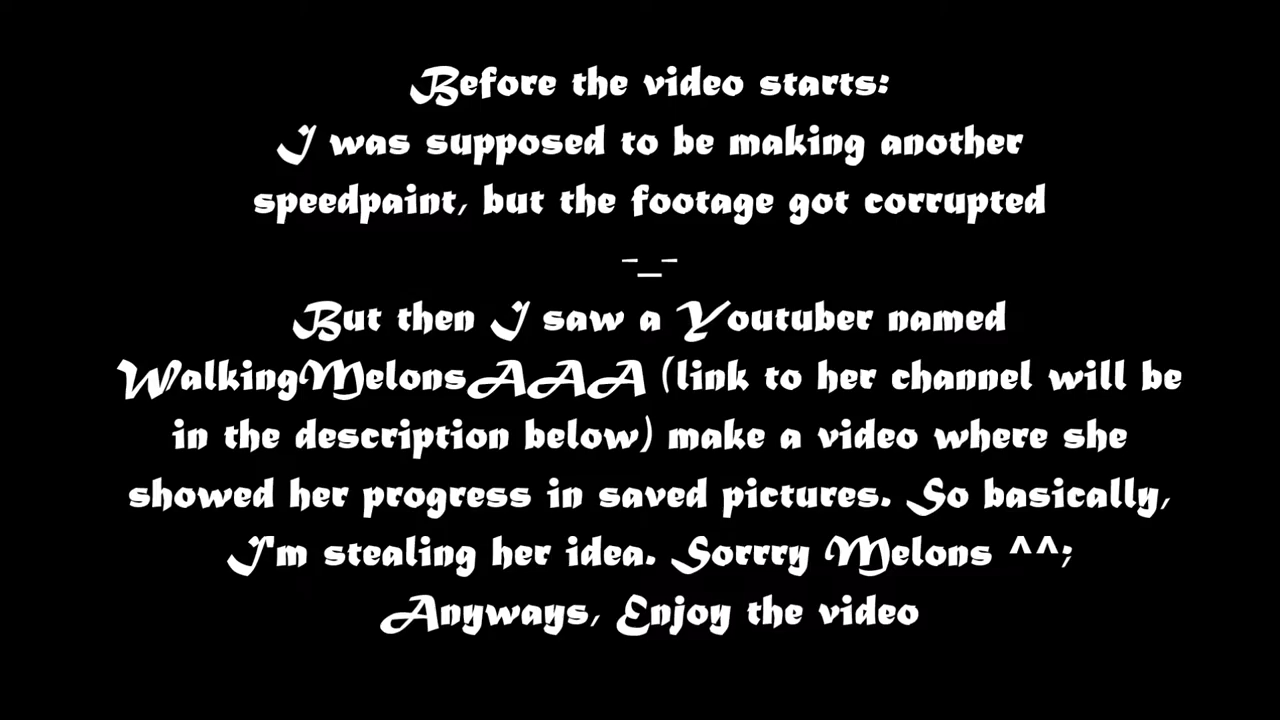 Before the video starts:
I was supposed to be making another
speedpaint, but the footage got corrupted
-_-
But then I saw a Youtuber named
WalkingMelonsAAA (link to her channel will be
in the description below) make a video where she
showed her progress in saved pictures. So basically,
I'm stealing her idea. Sorrry Melons ^^;
Anyways, Enjoy the video